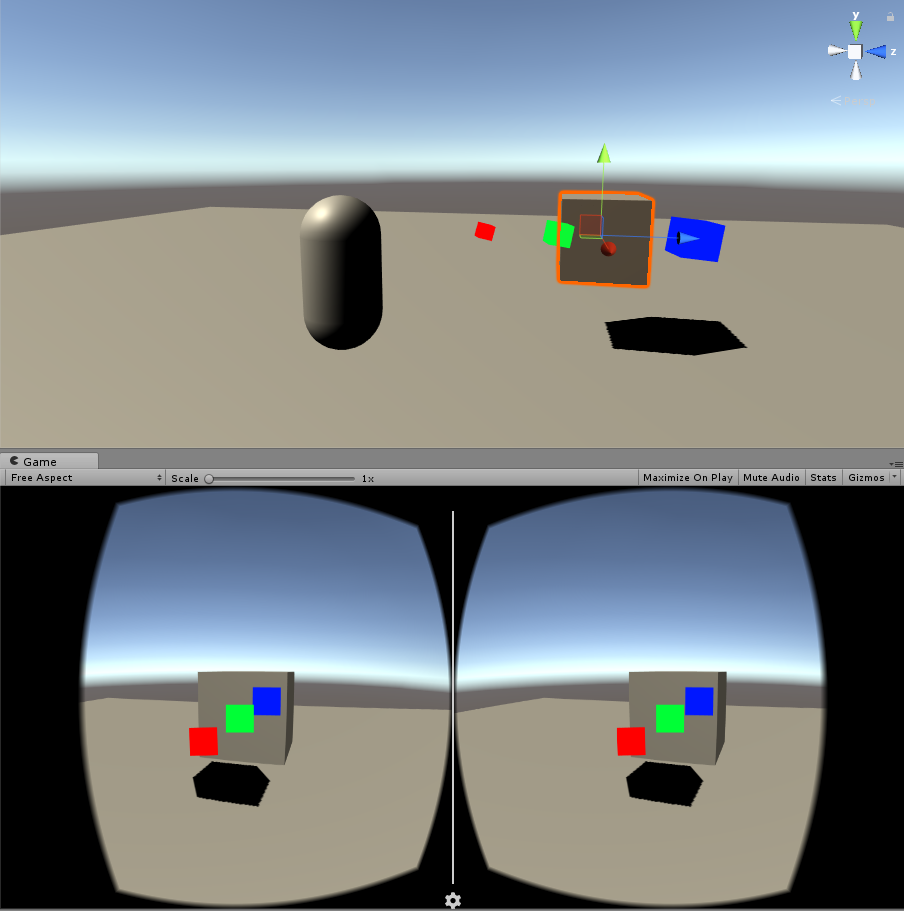 y
z
Persp
Game
Free Aspect
Scale
1x
Maximize On Play
Mute Audio
Stats
Gizmos